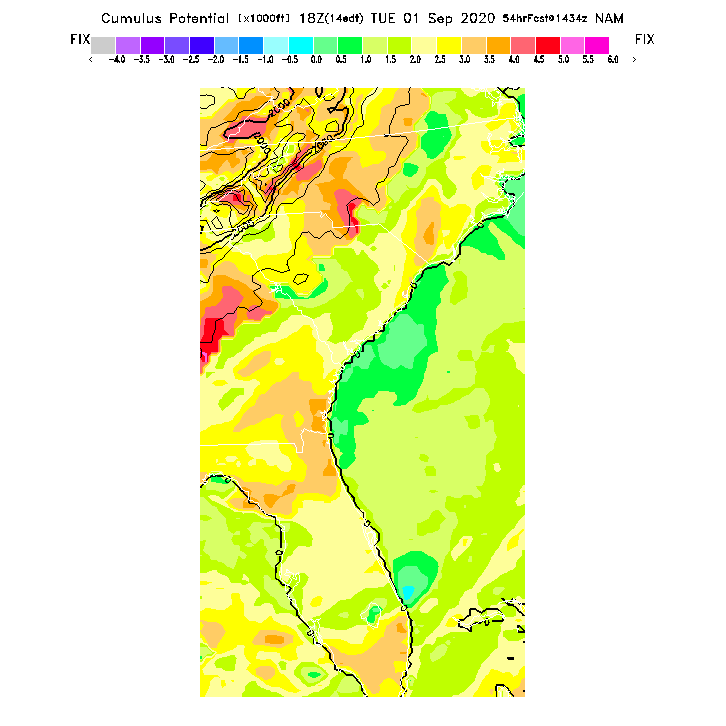 Cumulus Potential [x1000ft] 18Z(14edt) TUE 01 Sep 2020 54hrFcst@1434z NAM
FIX FIX
< -4.0 -3.5 -3.0 -2.5 -2.0 -1.5 -1.0 -0.5 0.0 0.5 1.0 1.5 2.0 2.5 3.0 3.5 4.0 4.5 5.0 5.5 6.0 >
2000
2000